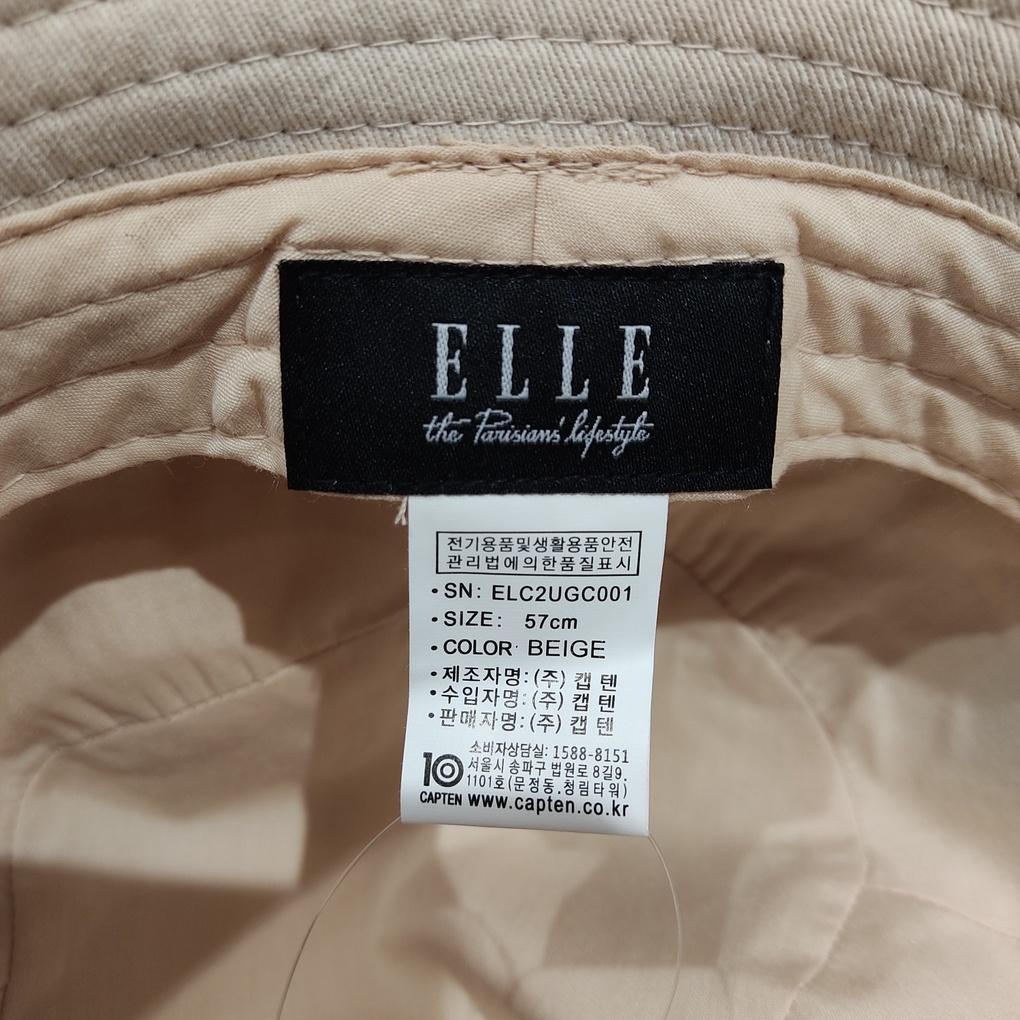 ELLE
the Parisians' lifestyle
전기용품및생활용품안전
관리법에의한품질표시
• SN: ELC2UGC001
• SIZE: 57cm
• COLOR: BEIGE
• 제조자명: (주) 캡 텐
• 수입자명: (주) 캡 텐
• 판매자명: (주) 캡 텐
소비자상담실: 1588-8151
서울시 송파구 법원로 8길9.
1101호(문정동.청림타워)
10
CAPTEN www.capten.co.kr